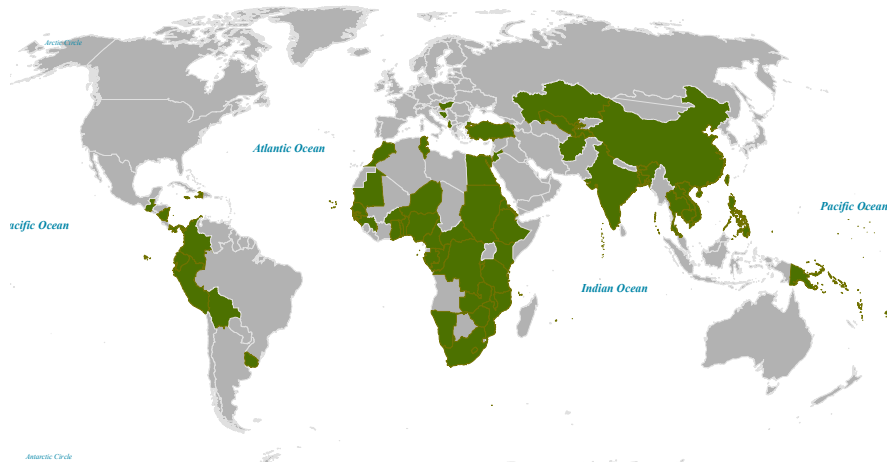 Arctic Circle
Atlantic Ocean
acific Ocean
Pacific Ocean
Indian Ocean
Antarctic Circle